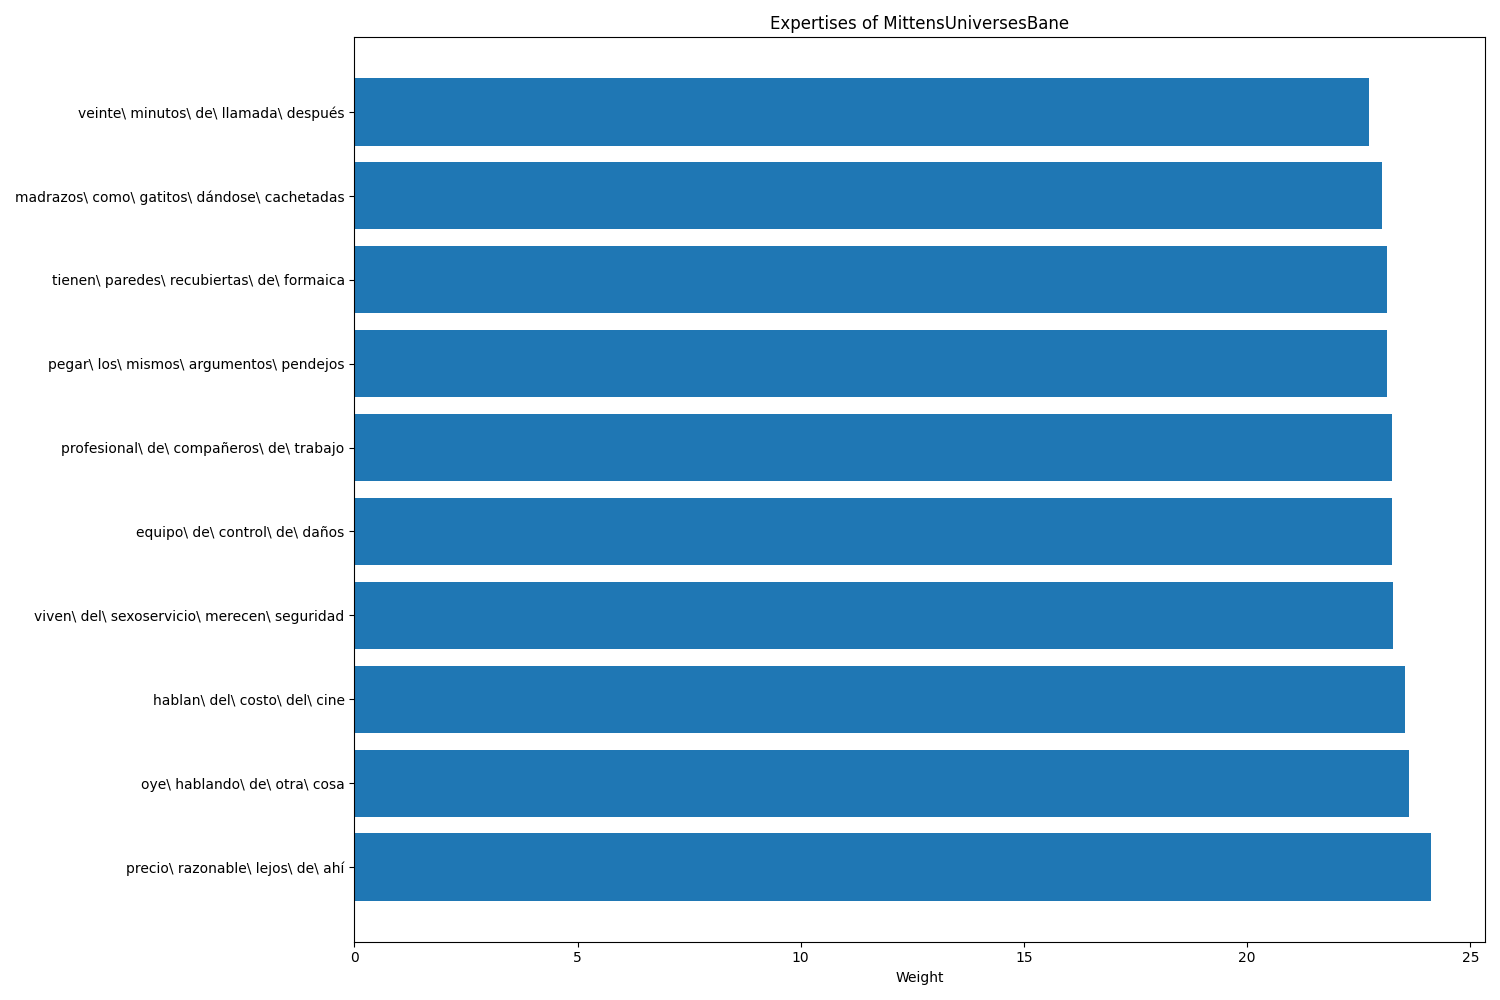 Expertises of MittensUniversesBane
veinte\ minutos\ de\ llamada\ después
madrazos\ como\ gatitos\ dándose\ cachetadas
tienen\ paredes\ recubiertas\ de\ formaica
pegar\ los\ mismos\ argumentos\ pendejos
profesional\ de\ compañeros\ de\ trabajo
equipo\ de\ control\ de\ daños
viven\ del\ sexoservicio\ merecen\ seguridad
hablan\ del\ costo\ del\ cine
oye\ hablando\ de\ otra\ cosa
precio\ razonable\ lejos\ de\ ahí
0 5 10 15 20 25
Weight